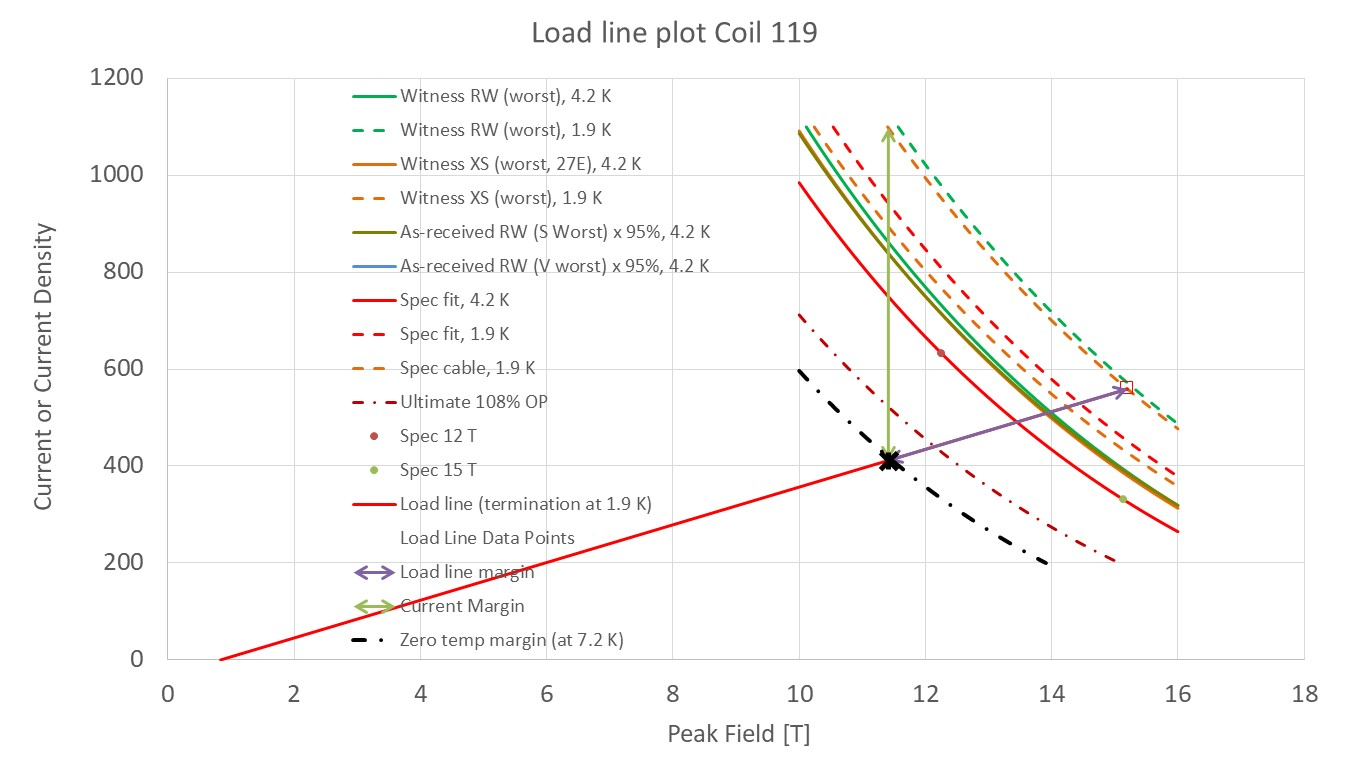 Load line plot Coil 119
1200
1000
800
600
400
200
0
Current or Current Density
Witness RW (worst), 4.2 K
Witness RW (worst), 1.9 K
Witness XS (worst, 27E), 4.2 K
Witness XS (worst), 1.9 K
As-received RW (S Worst) x 95%, 4.2 K
As-received RW (V worst) x 95%, 4.2 K
Spec fit, 4.2 K
Spec fit, 1.9 K
Spec cable, 1.9 K
Ultimate 108% OP
Spec 12 T
Spec 15 T
Load line (termination at 1.9 K)
Load Line Data Points
Load line margin
Current Margin
Zero temp margin (at 7.2 K)
0 2 4 6 8 10 12 14 16 18
Peak Field [T]